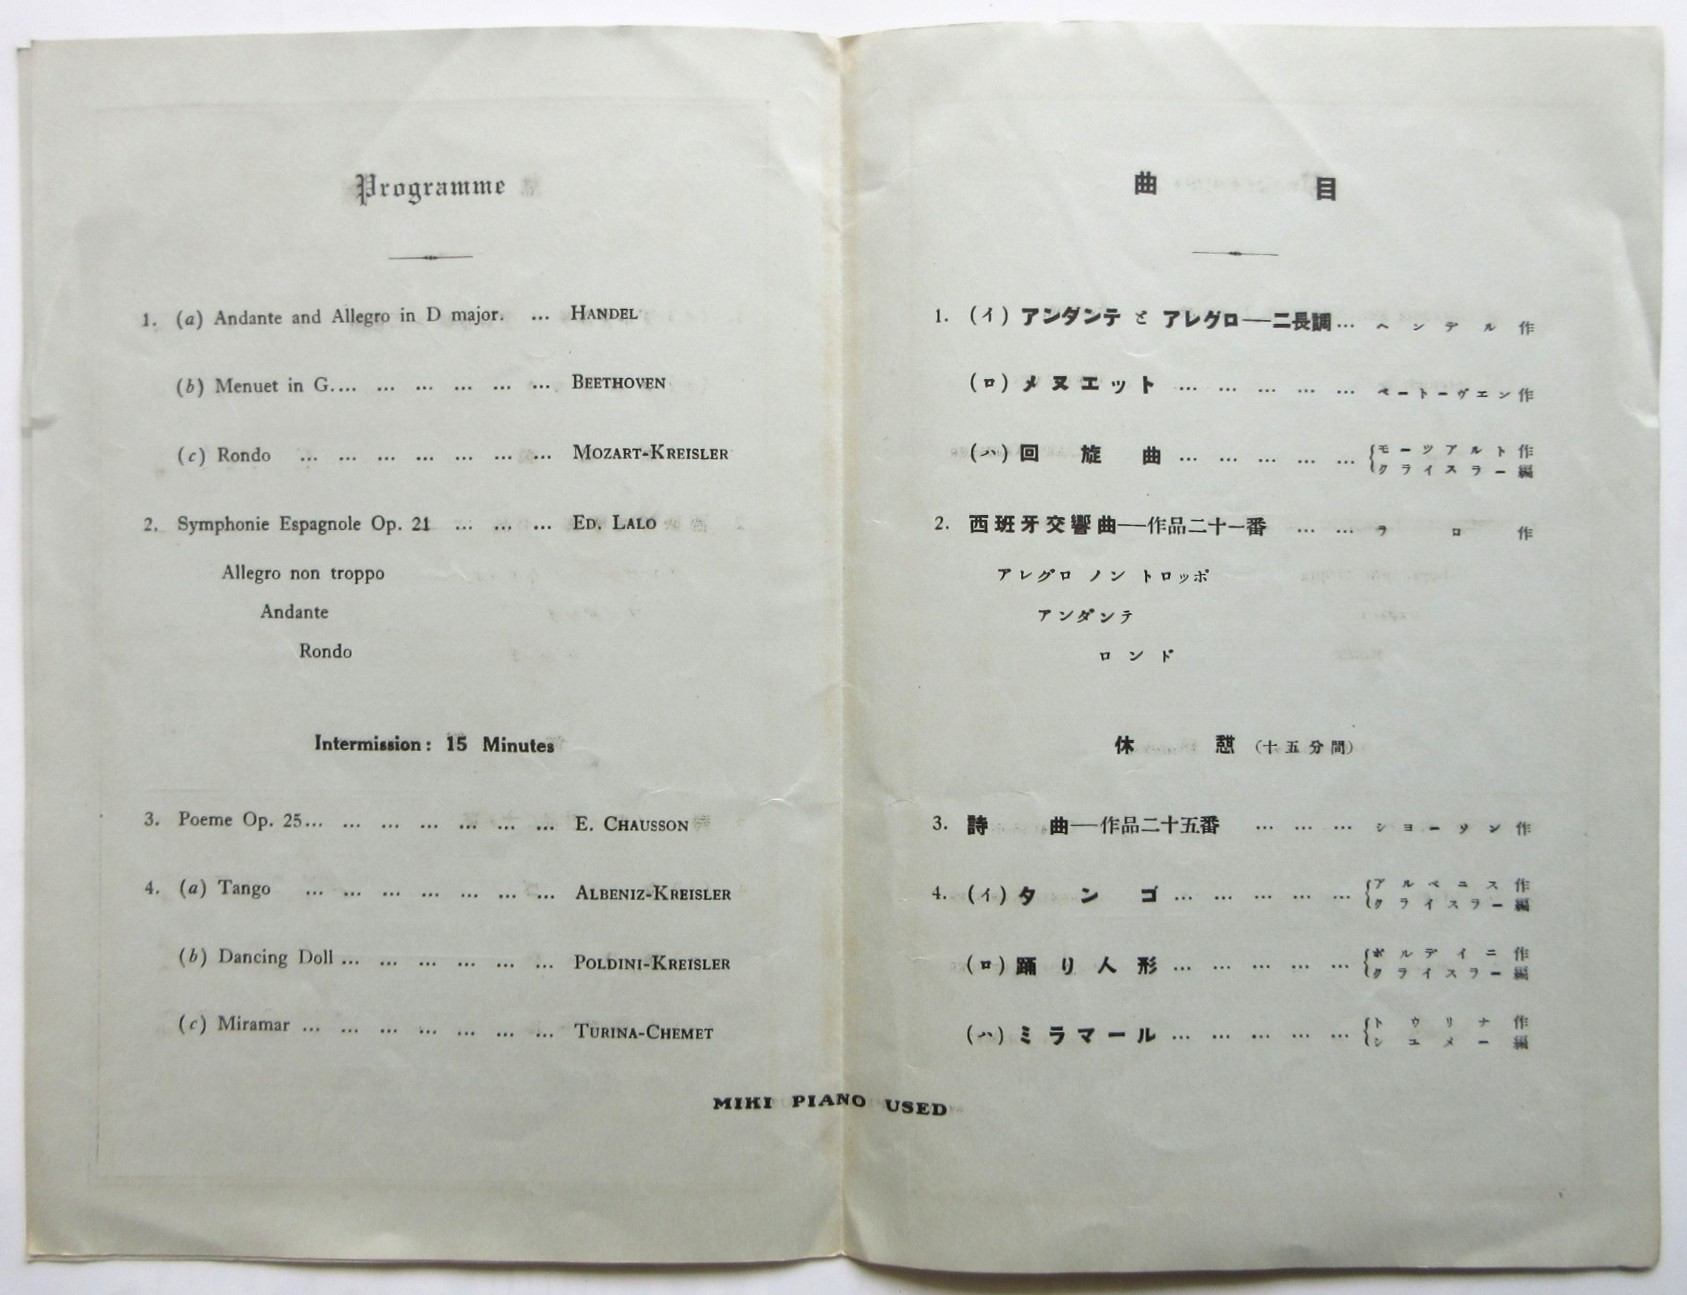 Programme
1. (a) Andante and Allegro in D major. ... HANDEL
(b) Menuet in G.... ... ... ... ... ... BEETHOVEN
(c) Rondo ... ... ... ... ... ... ... MOZART-KREISLER
2. Symphonie Espagnole Op. 21 ... ... ... ED. LALO
Allegro non troppo
Andante
Rondo
Intermission: 15 Minutes
3. Poeme Op. 25... ... ... ... ... ... ... E. CHAUSSON
4. (a) Tango ... ... ... ... ... ... ... ALBENIZ-KREISLER
(b) Dancing Doll ... ... ... ... ... ... POLDINI-KREISLER
(c) Miramar ... ... ... ... ... ... ... TURINA-CHEMET
曲目
1. (イ) アンダンテ と アレグロ──ニ長調... ヘンデル作
(ロ) メヌエット ... ... ... ... ... ベートーヴェン作
(ハ) 回旋曲 ... ... ... ... ... モーツアルト作
クライスラー編
2. 西班牙交響曲──作品二十一番 ... ... ラロ作
アレグロ ノン トロッポ
アンダンテ
ロンド
休憩 (十五分間)
3. 詩曲──作品二十五番 ... ... ... ショーソン作
4. (イ) タンゴ ... ... ... ... ... アルベニス作
クライスラー編
(ロ) 踊り人形 ... ... ... ... ... ポルデイニ作
クライスラー編
(ハ) ミラマール ... ... ... ... ... トウリナ作
シユメー編
MIKI PIANO USED